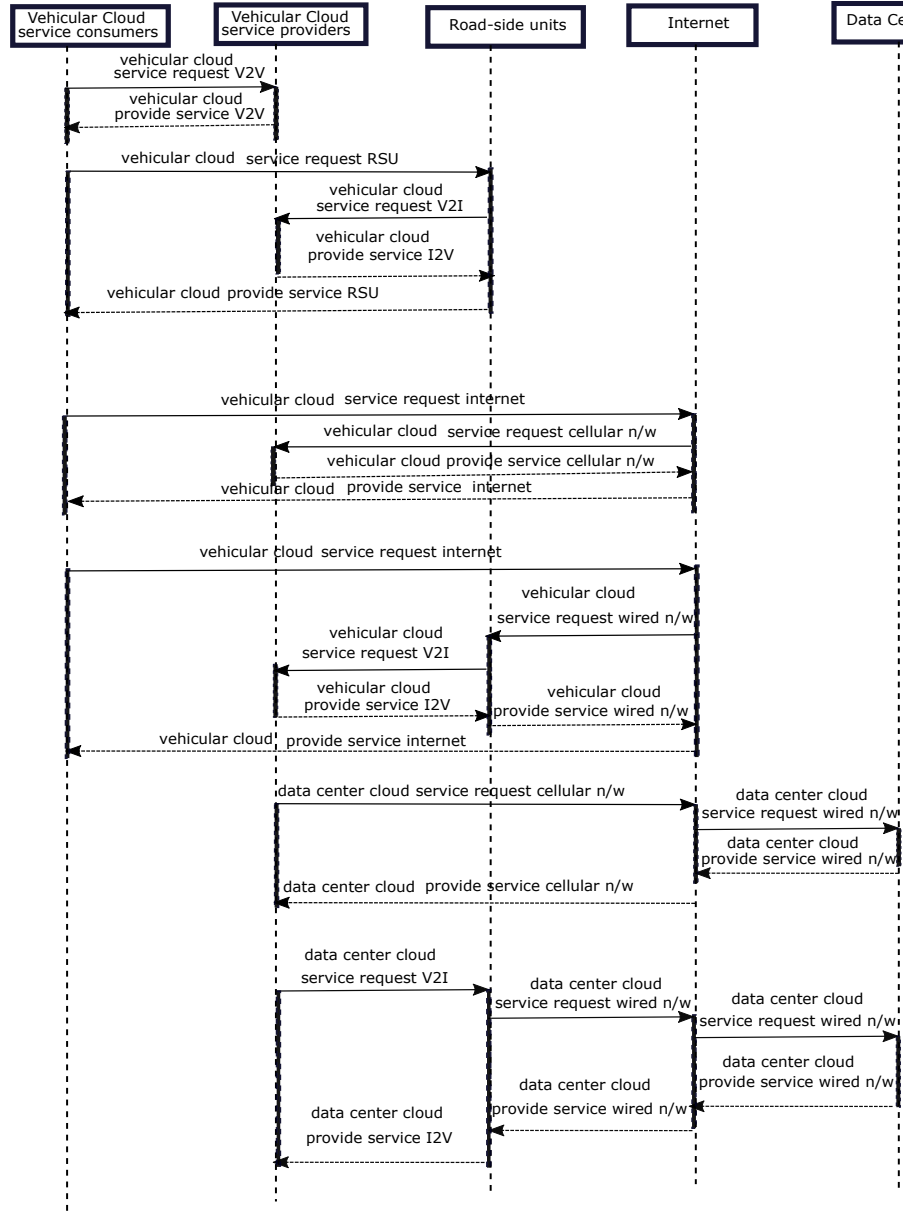 Vehicular Cloud
service consumers
Vehicular Cloud
service providers
Road-side units
Internet
Data Ce
vehicular cloud
service request V2V
vehicular cloud
provide service V2V
vehicular cloud service request RSU
vehicular cloud
service request V2I
vehicular cloud
provide service I2V
vehicular cloud provide service RSU
vehicular cloud service request internet
vehicular cloud service request cellular n/w
vehicular cloud provide service cellular n/w
vehicular cloud provide service internet
vehicular cloud service request internet
vehicular cloud
service request wired n/w
vehicular cloud
service request V2I
vehicular cloud
provide service I2V
vehicular cloud
provide service wired n/w
vehicular cloud provide service internet
data center cloud service request cellular n/w
data center cloud
service request wired n/w
data center cloud
provide service wired n/w
data center cloud provide service cellular n/w
data center cloud
service request V2I
data center cloud
service request wired n/w
data center cloud
service request wired n/w
data center cloud
provide service wired n/w
data center cloud
provide service wired n/w
data center cloud
provide service I2V